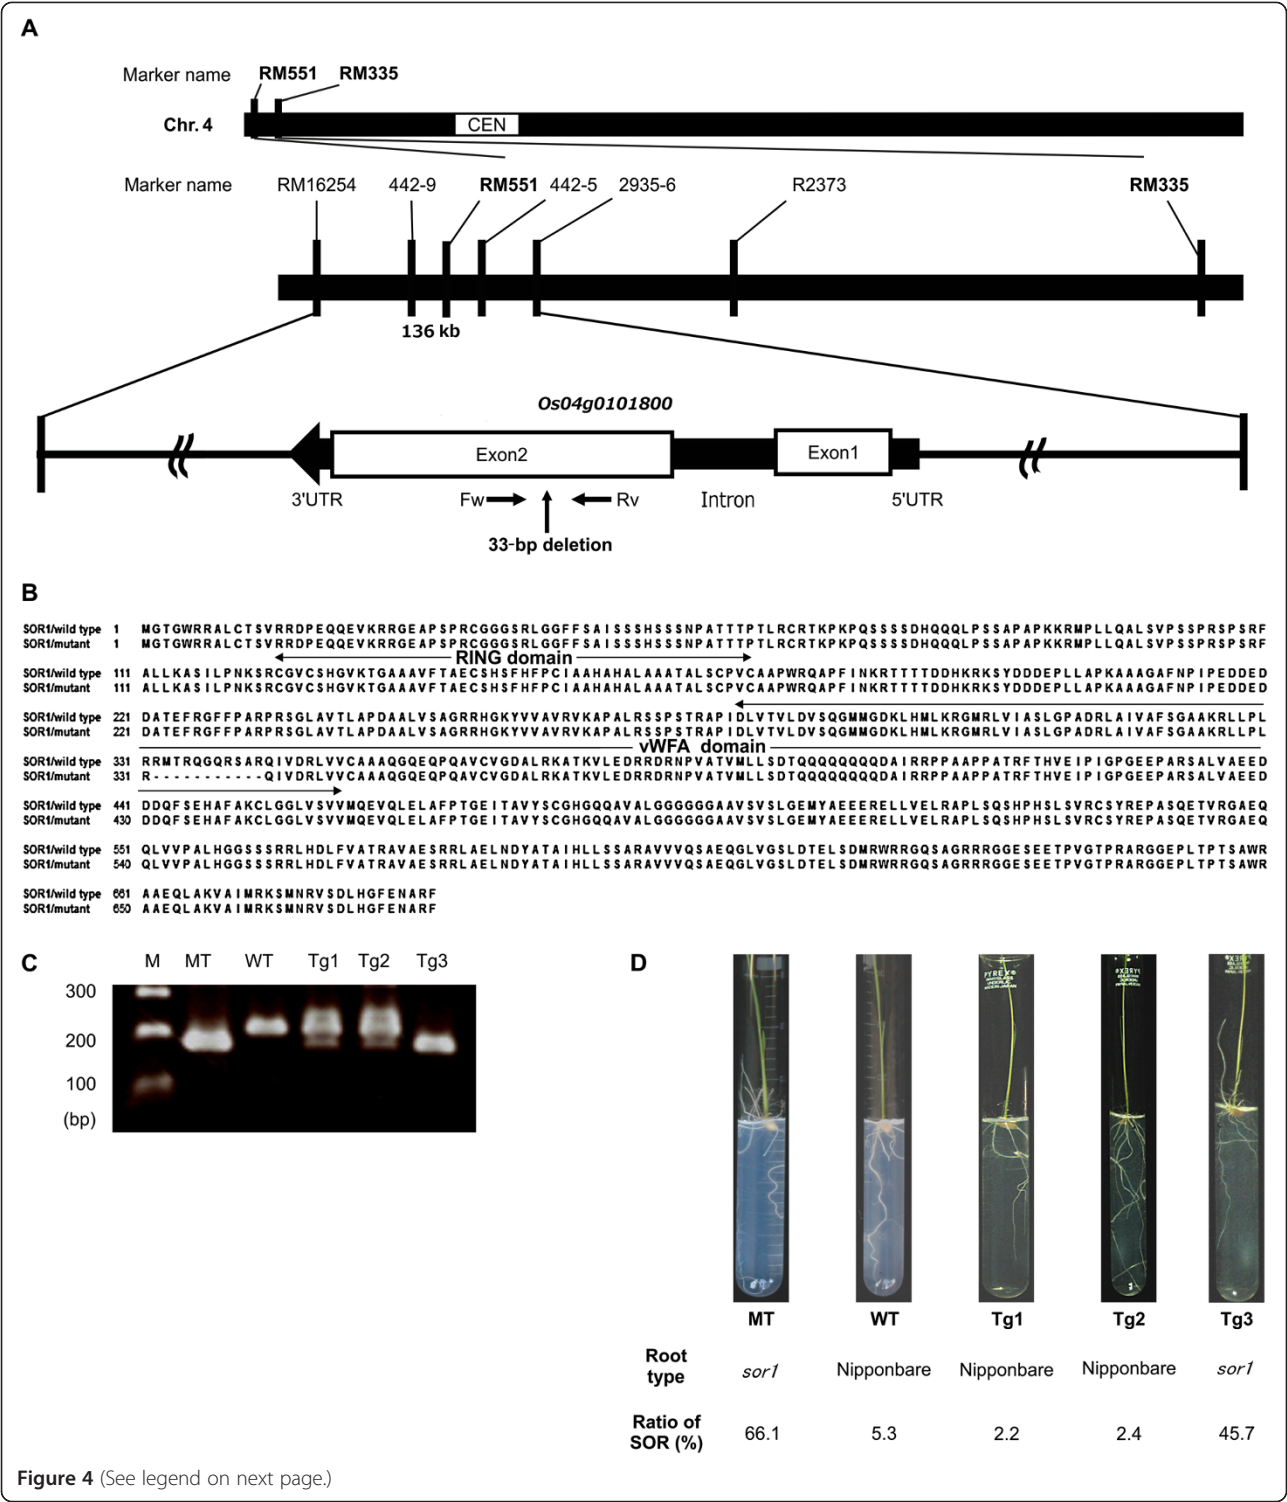 A
Marker name RM551 RM335
Chr. 4 CEN
Marker name RM16254 442-9 RM551 442-5 2935-6 R2373 RM335
136 kb
Os04g0101800
Exon2 Exon1
3'UTR Fw Rv Intron 5'UTR
33-bp deletion
B
SOR1/wild type 1 MGTGWRRALCTSVRRDPEQQEVKRRGEAPSPRCGGGSRLGGFFSAISSSHSSSNPATTTPTLRCRTKPKPQSSSSDHQQQLPSSAPAPKKRMPLLQALSVPSSPRSPSRF
SOR1/mutant 1 MGTGWRRALCTSVRRDPEQQEVKRRGEAPSPRCGGGSRLGGFFSAISSSHSSSNPATTTPTLRCRTKPKPQSSSSDHQQQLPSSAPAPKKRMPLLQALSVPSSPRSPSRF
RING domain
SOR1/wild type 111 ALLKASILPNKSRCGVCSHGVKTGAAAVFTAECSHSFHFPCIAAHAHALAAATALSCPVCAAPWRQAPFINKRTTTTDDHKRKSYDDDEPLLAPKAAAGAFNPIPEDDED
SOR1/mutant 111 ALLKASILPNKSRCGVCSHGVKTGAAAVFTAECSHSFHFPCIAAHAHALAAATALSCPVCAAPWRQAPFINKRTTTTDDHKRKSYDDDEPLLAPKAAAGAFNPIPEDDED
SOR1/wild type 221 DATEFRGFFPARPRSGLAVTLAPDAALVSAGRRHGKYVVAVRVKAPALRSSPSTRAPIDLVTVLDVSQGMMGDKLHMLKRGMRLVIASLGPADRLAIVAFSGAAKRLLPL
SOR1/mutant 221 DATEFRGFFPARPRSGLAVTLAPDAALVSAGRRHGKYVVAVRVKAPALRSSPSTRAPIDLVTVLDVSQGMMGDKLHMLKRGMRLVIASLGPADRLAIVAFSGAAKRLLPL
vWFA domain
SOR1/wild type 331 RRMTRQGQRSARQIVDRLVVCAAAQGQEQPQAVCVGDALRKATKVLEDRRDRNPVATVMLLSDTQQQQQQQQDAIRRPPAAPPATRFTHVEIPIGPGEEPARSALVAEED
SOR1/mutant 331 R-----------QIVDRLVVCAAAQGQEQPQAVCVGDALRKATKVLEDRRDRNPVATVMLLSDTQQQQQQQQDAIRRPPAAPPATRFTHVEIPIGPGEEPARSALVAEED
SOR1/wild type 441 DDQFSEHAFAKCLGGLVSVVMQEVQLELAFPTGEITAVYSCGHGQQAVALGGGGGGAAVSVSLGEMYAEEERELLVELRAPLSQSHPHSLSVRCSYREPASQETVRGAEQ
SOR1/mutant 430 DDQFSEHAFAKCLGGLVSVVMQEVQLELAFPTGEITAVYSCGHGQQAVALGGGGGGAAVSVSLGEMYAEEERELLVELRAPLSQSHPHSLSVRCSYREPASQETVRGAEQ
SOR1/wild type 551 QLVVPALHGGSSSRRLHDLFVATRAVAESRRLAELNDYATAIHLLSSARAVVVQSAEQGLVGSLDTELSDMRWRRGQSAGRRRGGESEETPVGTPRARGGEPLTPTSAWR
SOR1/mutant 540 QLVVPALHGGSSSRRLHDLFVATRAVAESRRLAELNDYATAIHLLSSARAVVVQSAEQGLVGSLDTELSDMRWRRGQSAGRRRGGESEETPVGTPRARGGEPLTPTSAWR
SOR1/wild type 661 AAEQLAKVAIMRKSMNRVSDLHGFENARF
SOR1/mutant 650 AAEQLAKVAIMRKSMNRVSDLHGFENARF
C M MT WT Tg1 Tg2 Tg3
300
200
100
(bp)
D
PYREX®
MT WT Tg1 Tg2 Tg3
Root type sor1 Nipponbare Nipponbare Nipponbare sor1
Ratio of SOR (%) 66.1 5.3 2.2 2.4 45.7
Figure 4 (See legend on next page.)